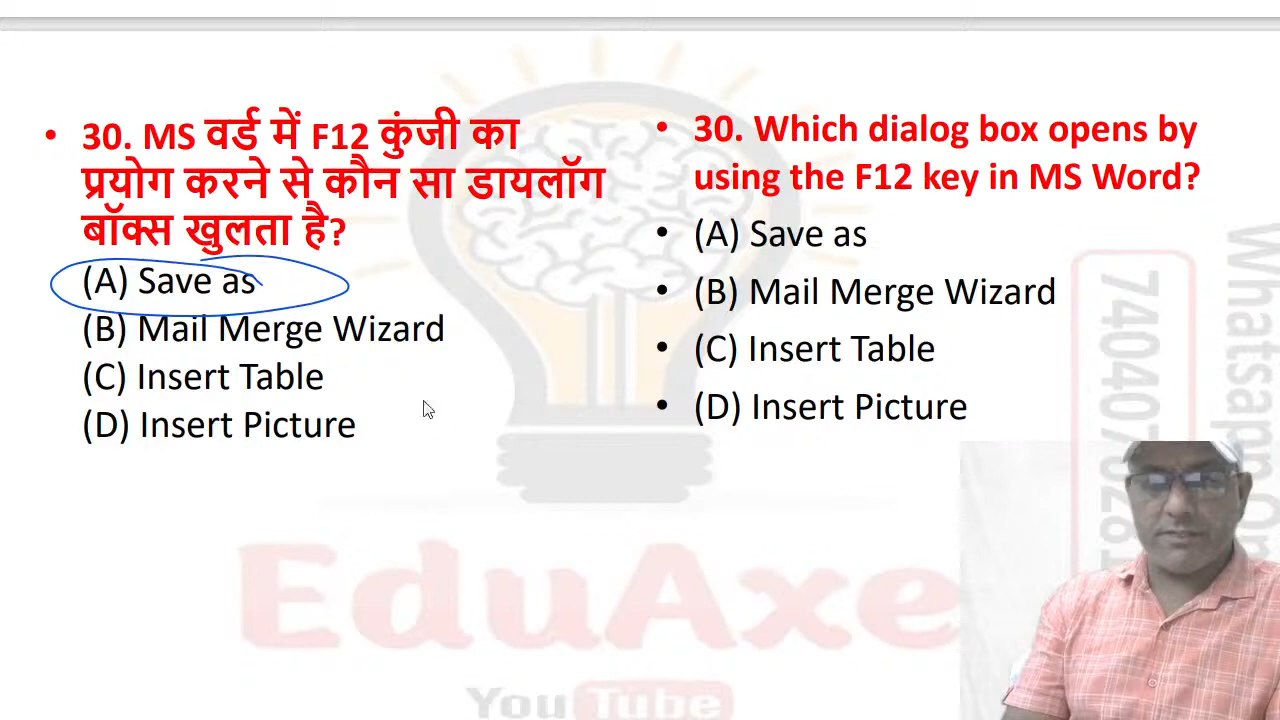 • 30. MS वर्ड में F12 कुंजी का
प्रयोग करने से कौन सा डायलॉग
बॉक्स खुलता है?
(A) Save as
(B) Mail Merge Wizard
(C) Insert Table
(D) Insert Picture
• 30. Which dialog box opens by
using the F12 key in MS Word?
• (A) Save as
• (B) Mail Merge Wizard
• (C) Insert Table
• (D) Insert Picture
EduAxe
YouTube